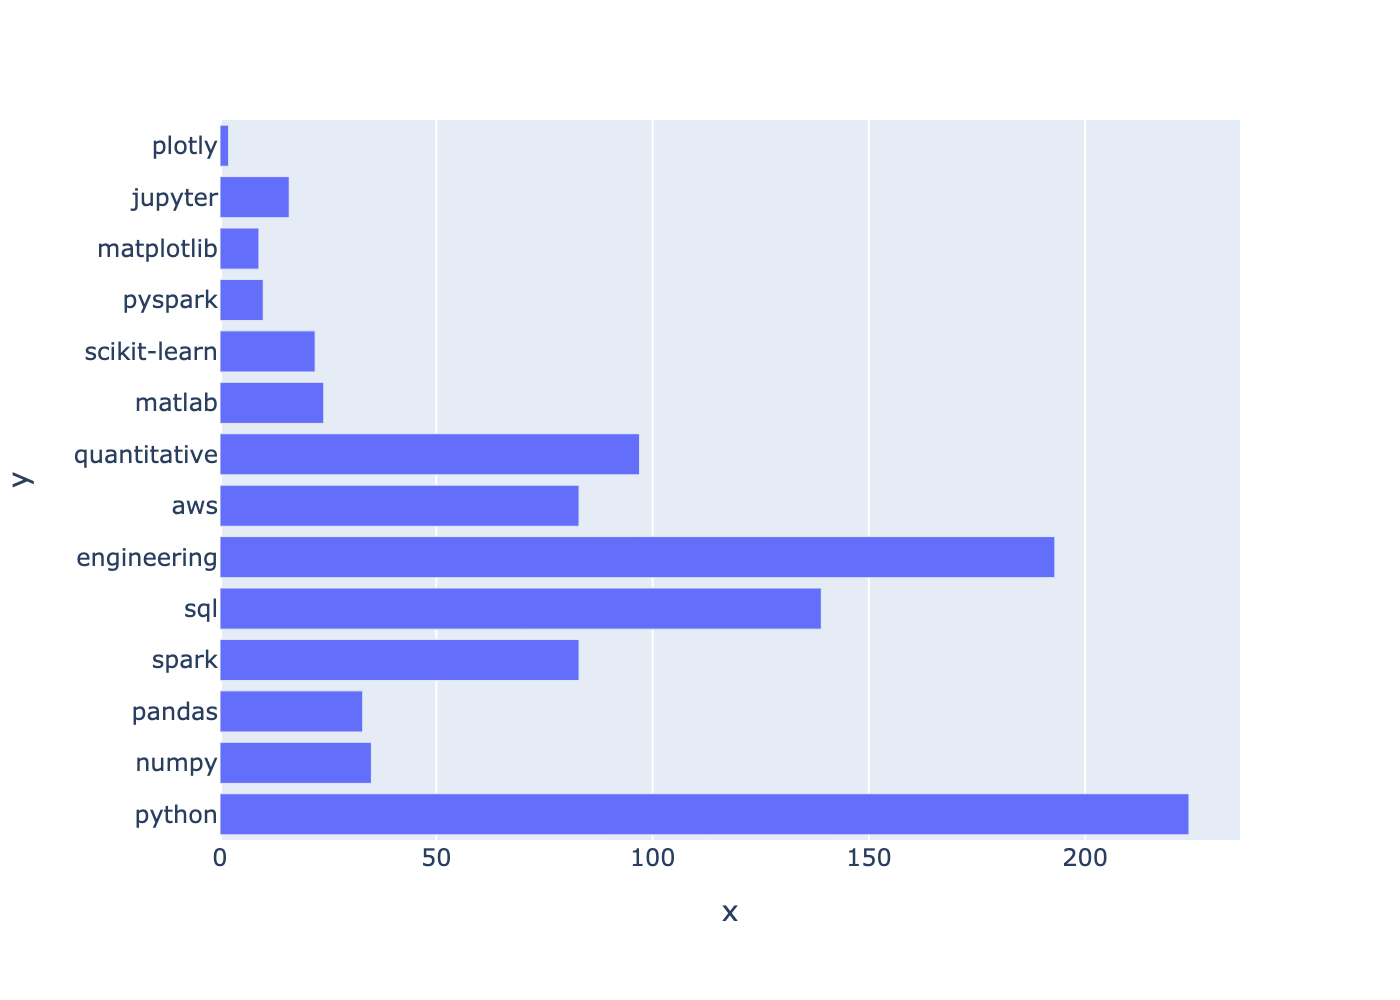 plotly
jupyter
matplotlib
pyspark
scikit-learn
matlab
quantitative
aws
engineering
sql
spark
pandas
numpy
python
y
0 50 100 150 200
x